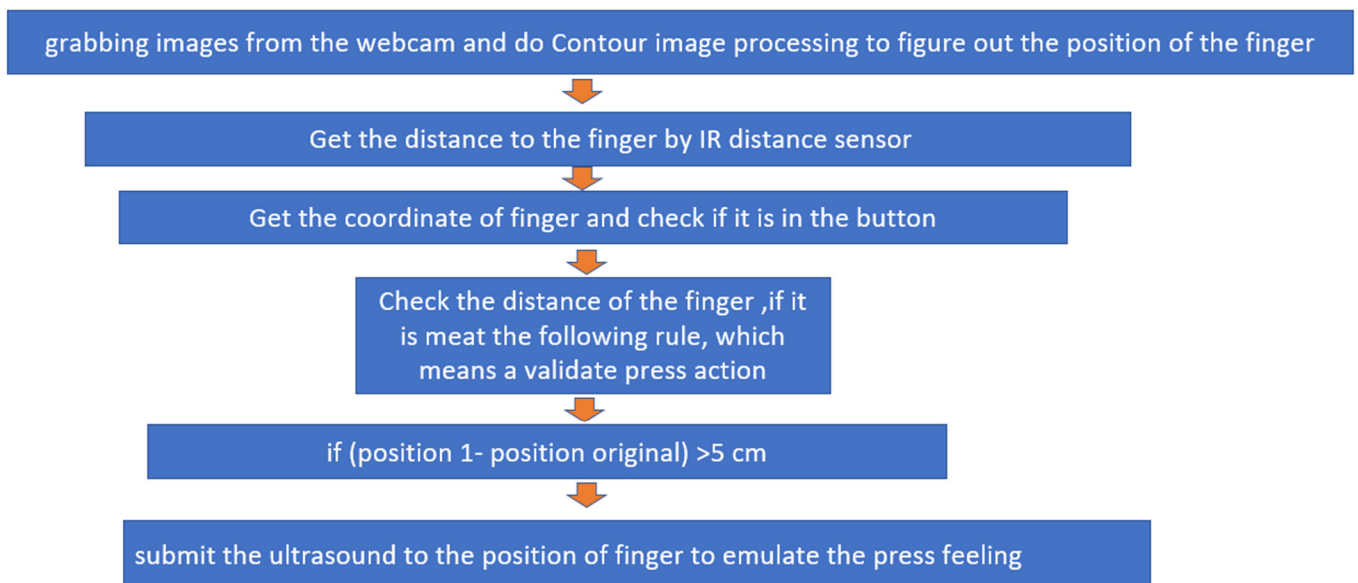 grabbing images from the webcam and do Contour image processing to figure out the position of the finger
Get the distance to the finger by IR distance sensor
Get the coordinate of finger and check if it is in the button
Check the distance of the finger ,if it
is meat the following rule, which
means a validate press action
if (position 1- position original) >5 cm
submit the ultrasound to the position of finger to emulate the press feeling